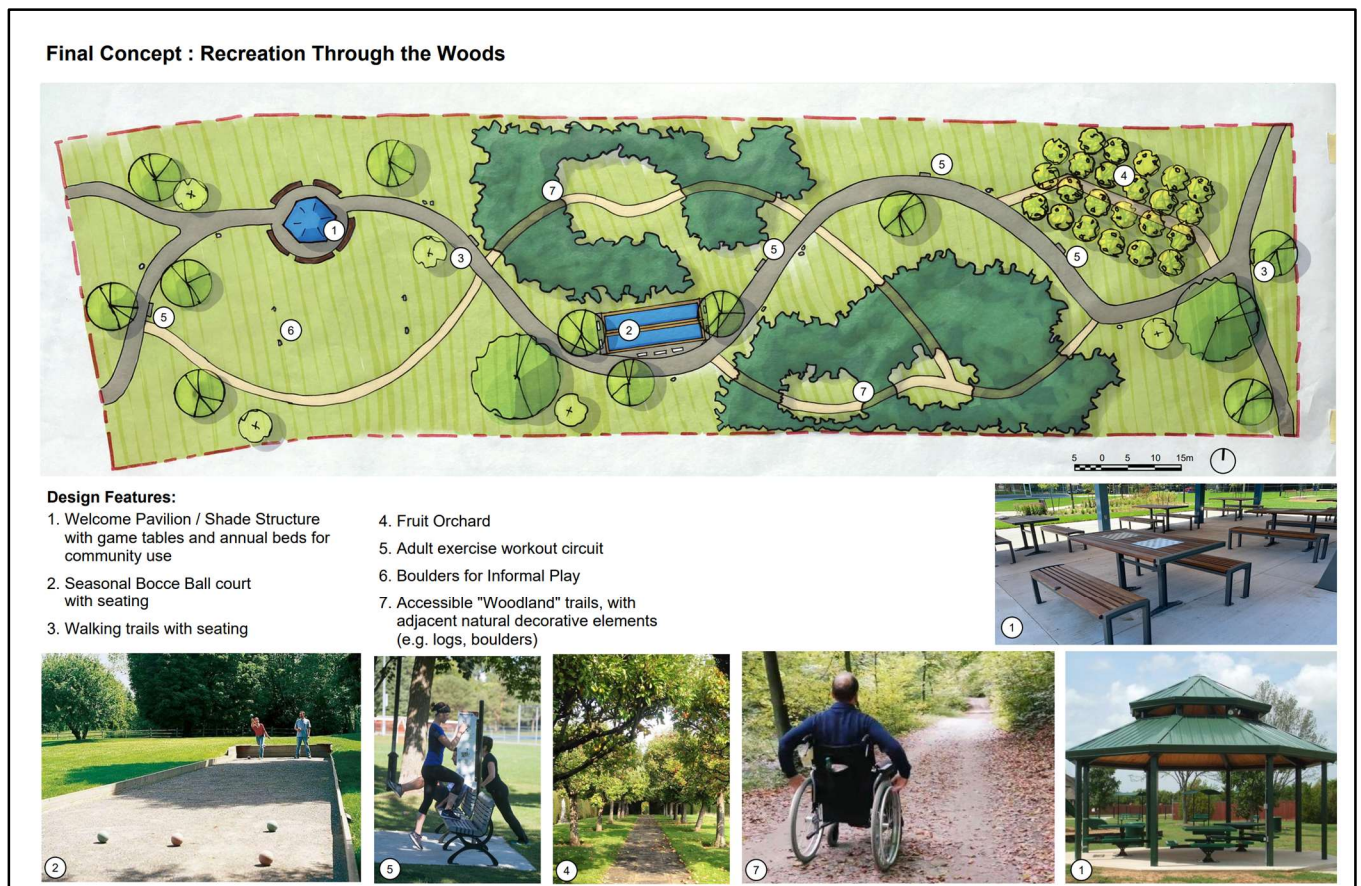 Final Concept : Recreation Through the Woods
1
2
3
3
4
5
5
5
5
6
7
7
5 0 5 10 15m
Design Features:
1. Welcome Pavilion / Shade Structure
with game tables and annual beds for
community use
2. Seasonal Bocce Ball court
with seating
3. Walking trails with seating
4. Fruit Orchard
5. Adult exercise workout circuit
6. Boulders for Informal Play
7. Accessible "Woodland" trails, with
adjacent natural decorative elements
(e.g. logs, boulders)
1
2
5
4
7
1